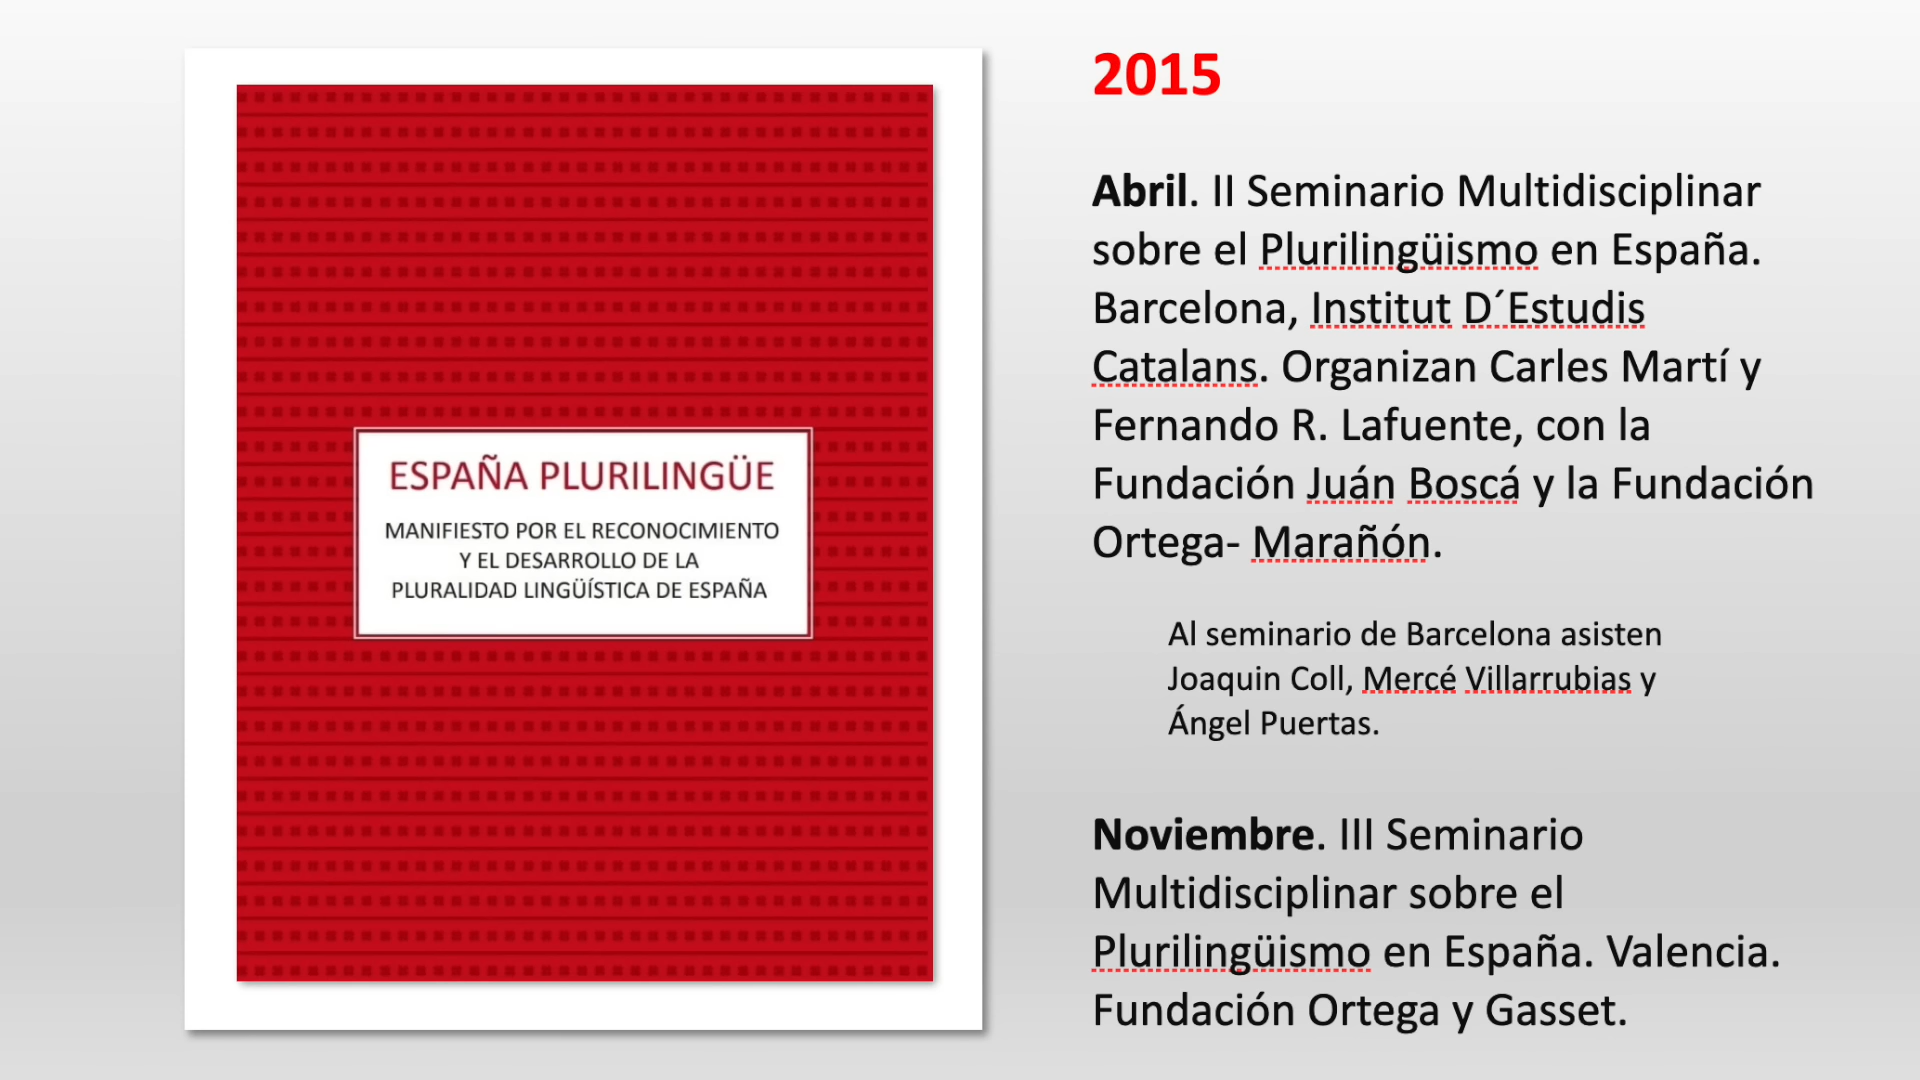 ESPAÑA PLURILINGÜE
MANIFIESTO POR EL RECONOCIMIENTO
Y EL DESARROLLO DE LA
PLURALIDAD LINGÜÍSTICA DE ESPAÑA
2015
Abril. II Seminario Multidisciplinar
sobre el Plurilingüismo en España.
Barcelona, Institut D´Estudis
Catalans. Organizan Carles Martí y
Fernando R. Lafuente, con la
Fundación Juán Boscá y la Fundación
Ortega- Marañón.
Al seminario de Barcelona asisten
Joaquin Coll, Mercé Villarrubias y
Ángel Puertas.
Noviembre. III Seminario
Multidisciplinar sobre el
Plurilingüismo en España. Valencia.
Fundación Ortega y Gasset.